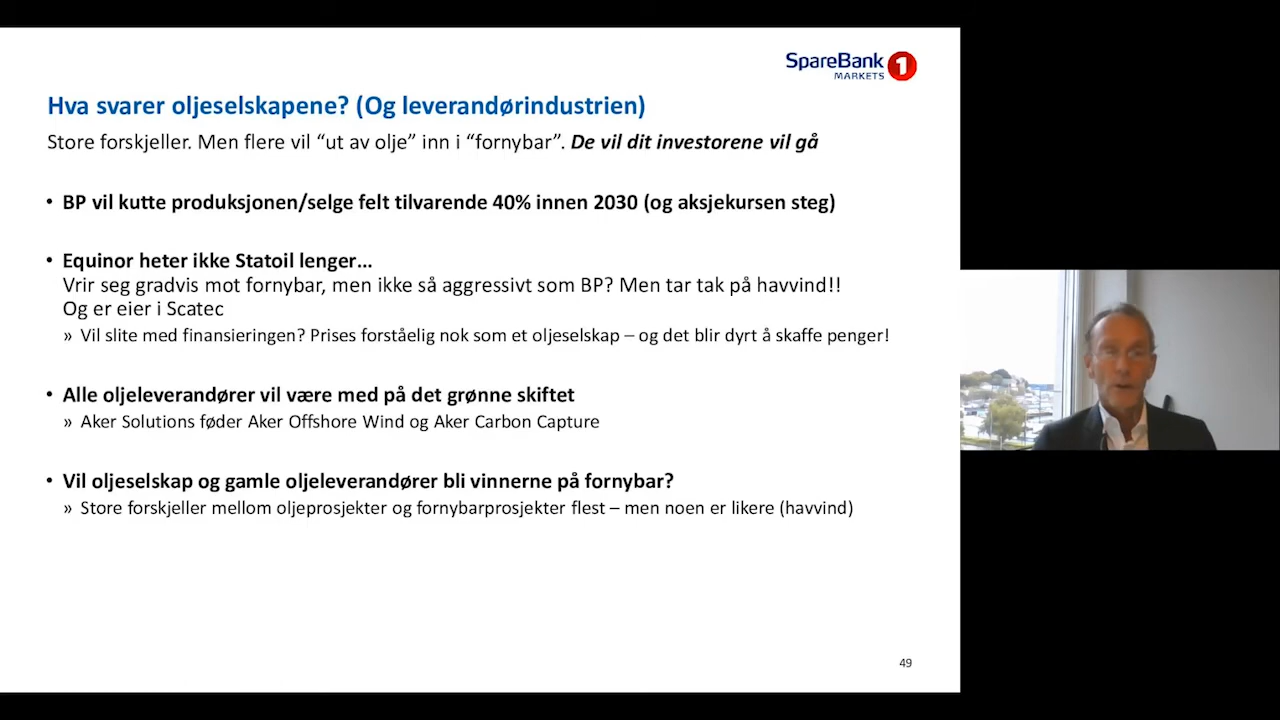 SpareBank 1
MARKETS
Hva svarer oljeselskapene? (Og leverandørindustrien)
Store forskjeller. Men flere vil “ut av olje” inn i “fornybar”. De vil dit investorene vil gå
• BP vil kutte produksjonen/selge felt tilvarende 40% innen 2030 (og aksjekursen steg)
• Equinor heter ikke Statoil lenger...
Vrir seg gradvis mot fornybar, men ikke så aggressivt som BP? Men tar tak på havvind!!
Og er eier i Scatec
» Vil slite med finansieringen? Prises forståelig nok som et oljeselskap – og det blir dyrt å skaffe penger!
• Alle oljeleverandører vil være med på det grønne skiftet
» Aker Solutions føder Aker Offshore Wind og Aker Carbon Capture
• Vil oljeselskap og gamle oljeleverandører bli vinnerne på fornybar?
» Store forskjeller mellom oljeprosjekter og fornybarprosjekter flest – men noen er likere (havvind)
49